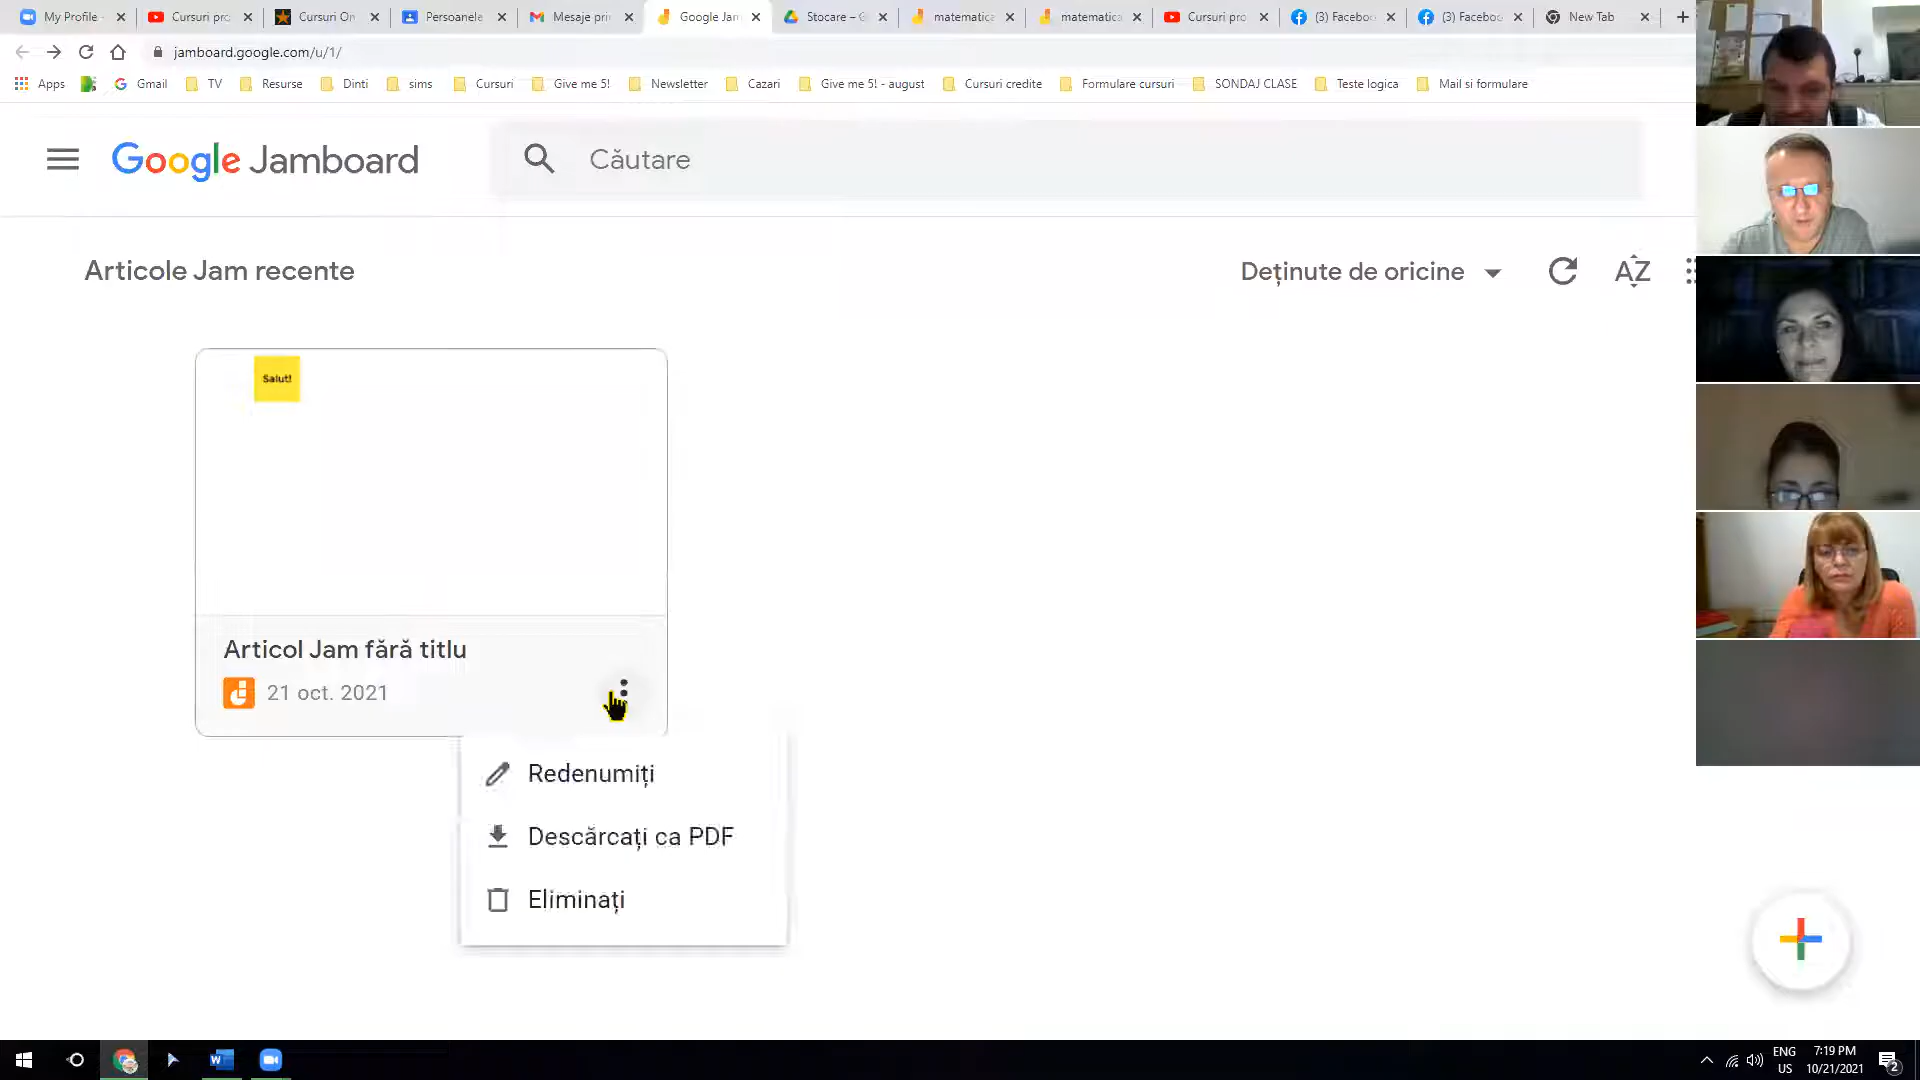 My Profile - Cursuri pro Cursuri On Persoanele Mesaje prin Google Jam Stocare – G matematica matematica Cursuri pro (3) Facebo (3) Facebo New Tab
jamboard.google.com/u/1/
Apps Gmail TV Resurse Dinti sims Cursuri Give me 5! Newsletter Cazari Give me 5! - august Cursuri credite Formulare cursuri SONDAJ CLASE Teste logica Mail si formulare
Google Jamboard Căutare
Articole Jam recente Deținute de oricine AZ
Salut!
Articol Jam fără titlu
21 oct. 2021
Redenumiți
Descărcați ca PDF
Eliminați
ENG 7:19 PM
US 10/21/2021 2